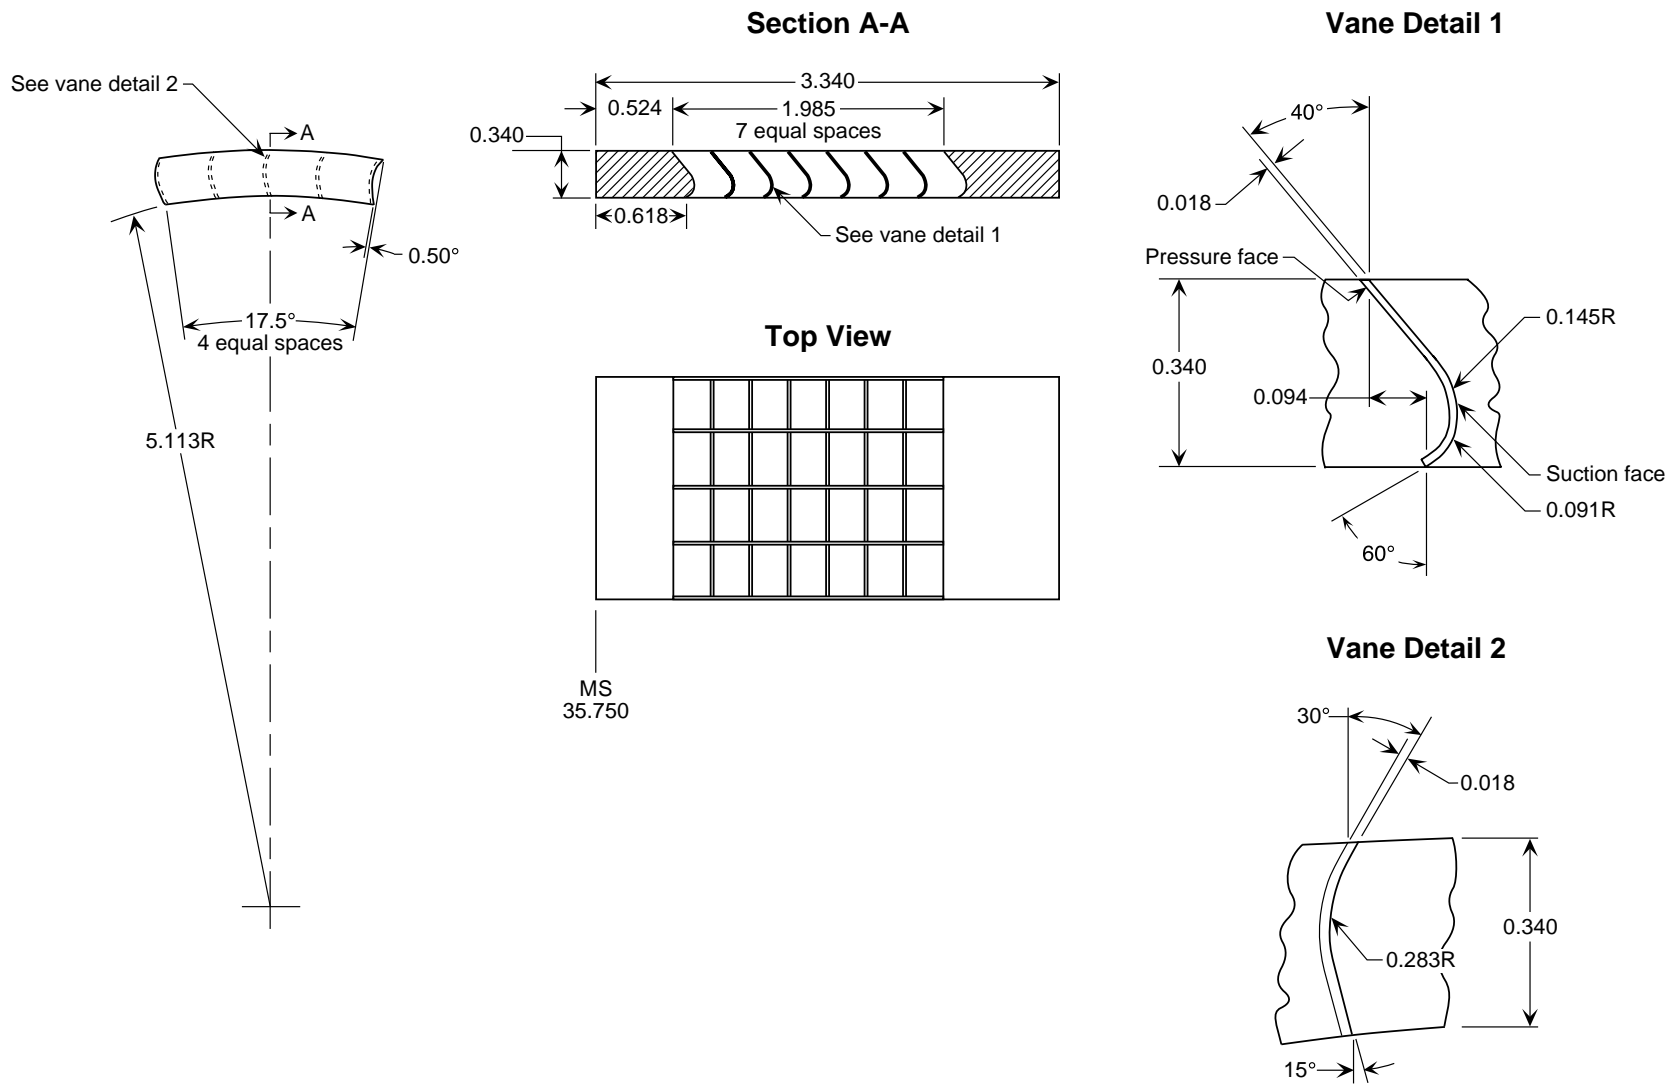 Section A-A
Vane Detail 1
See vane detail 2
A
A
0.50°
17.5°
4 equal spaces
5.113R
3.340
0.524
1.985
7 equal spaces
0.340
0.618
See vane detail 1
Top View
MS
35.750
40°
0.018
Pressure face
0.145R
0.340
0.094
Suction face
0.091R
60°
Vane Detail 2
30°
0.018
0.340
0.283R
15°